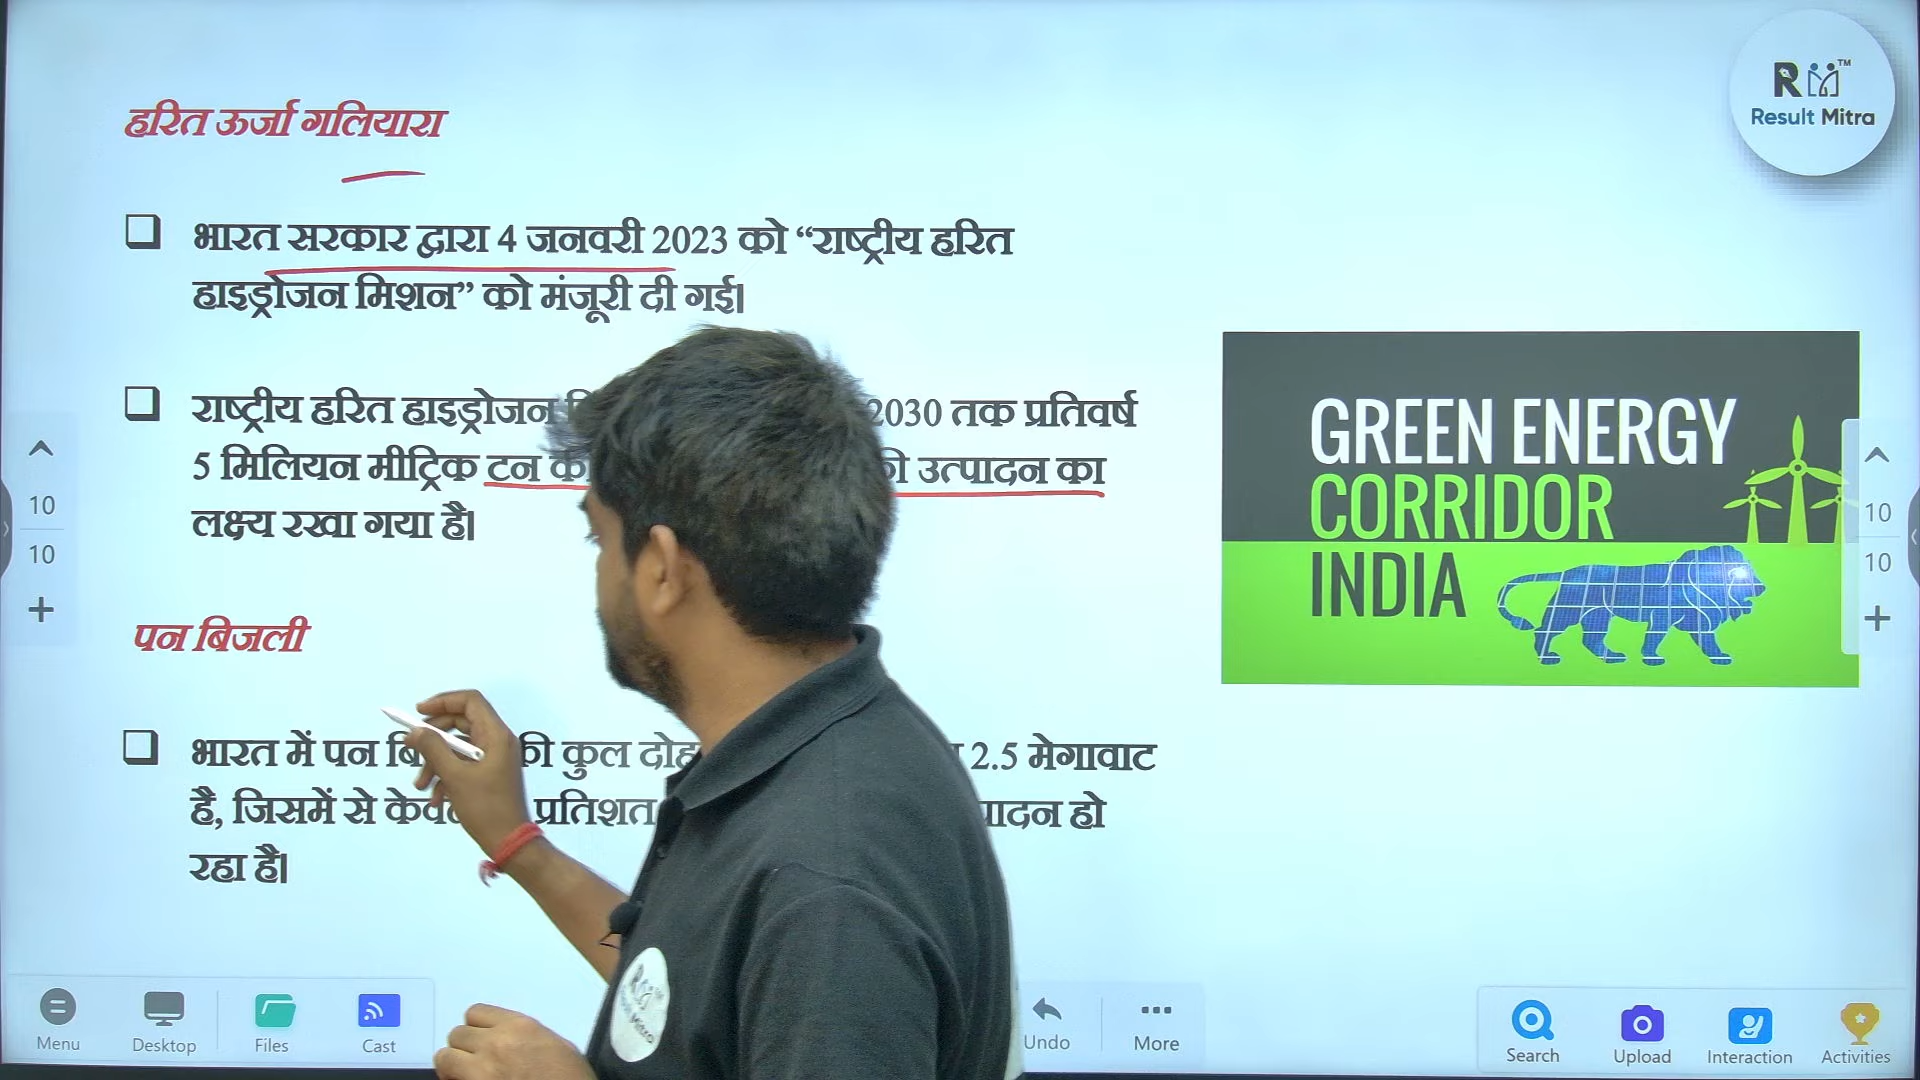 हरित ऊर्जा गलियारा
भारत सरकार द्वारा 4 जनवरी 2023 को “राष्ट्रीय हरित
हाइड्रोजन मिशन” को मंजूरी दी गई।
राष्ट्रीय हरित हाइड्रोजन 2030 तक प्रतिवर्ष
5 मिलियन मीट्रिक टन उत्पादन का
लक्ष्य रखा गया है।
पन बिजली
भारत में पन की कुल 2.5 मेगावाट
है, जिसमें से प्रतिशत हो
रहा है।
R TM
Result Mitra
GREEN ENERGY
CORRIDOR
INDIA
10
10
10
10
Result Mitra
Menu
Desktop
Files
Cast
Undo
More
Search
Upload
Interaction
Activities